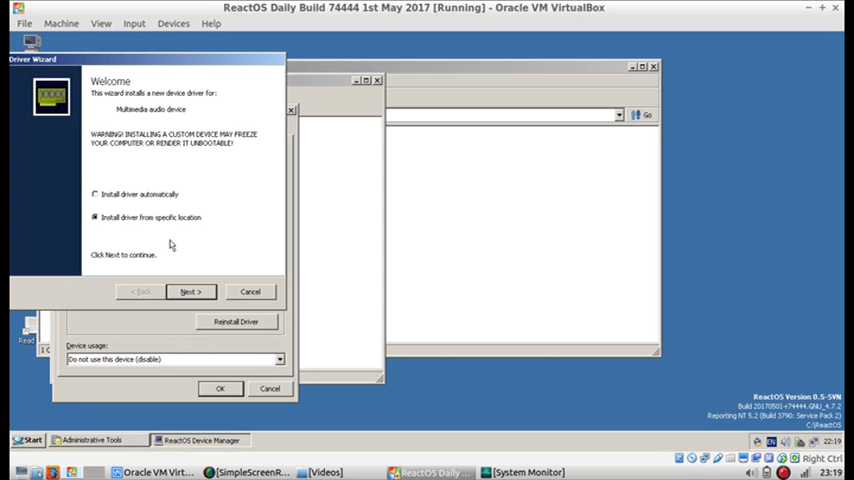 ReactOS Daily Build 74444 1st May 2017 [Running] - Oracle VM VirtualBox
File Machine View Input Devices Help
Driver Wizard
Welcome
This wizard installs a new device driver for:
Multimedia audio device
WARNING! INSTALLING A CUSTOM DEVICE MAY FREEZE
YOUR COMPUTER OR RENDER IT UNBOOTABLE!
Install driver automatically
Install driver from specific location
Click Next to continue.
< Back Next > Cancel
Go
Reinstall Driver
Device usage:
Do not use this device (disable)
OK Cancel
Read
ReactOS Version 0.5-SVN
Build 20170501-r74444.GNU_4.7.2
Reporting NT 5.2 (Build 3790: Service Pack 2)
C:\ReactOS
Start Administrative Tools ReactOS Device Manager EN 22:19
Right Ctrl
Oracle VM Virt... [SimpleScreenR... [Videos] ReactOS Daily ... [System Monitor] 23:19